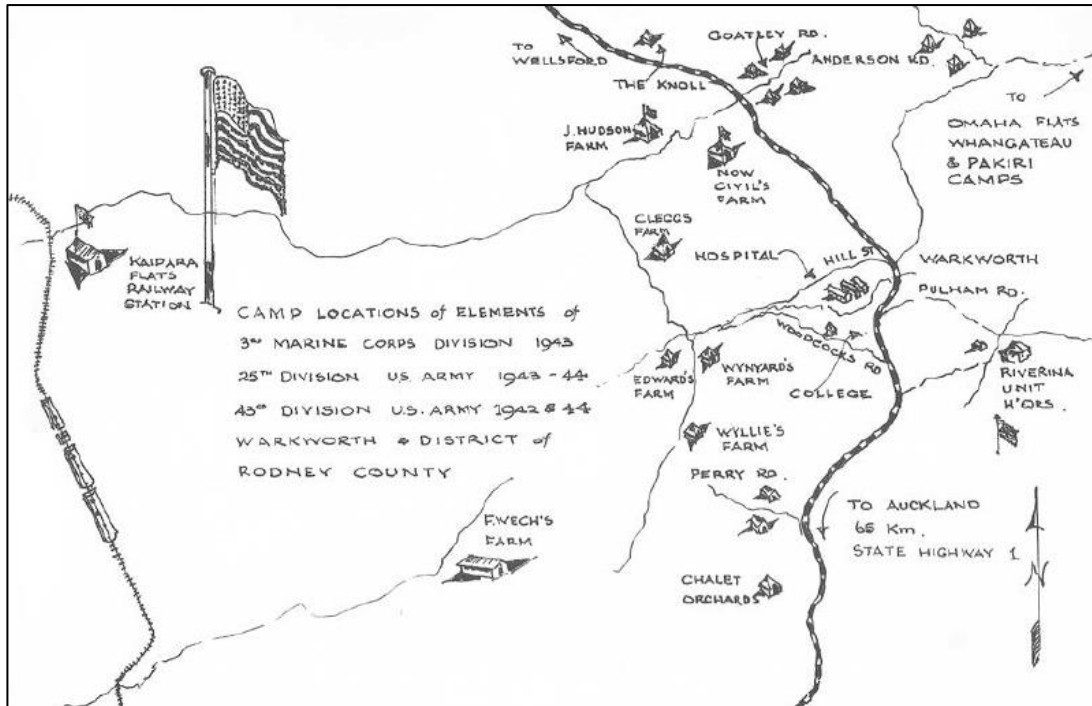 TO
WELLSFORD
THE KNOLL
GOATLEY RD.
ANDERSON RD.
TO
OMAHA FLATS
WHANGATEAU
& PAKIRI
CAMPS
J. HUDSON
FARM
NOW
CIVIL'S
FARM
CLEGGS
FARM
HOSPITAL
HILL ST
WARKWORTH
PULHAM RD.
KAIPARA
FLATS
RAILWAY
STATION
CAMP LOCATIONS of ELEMENTS of
3RD MARINE CORPS DIVISION 1943
25TH DIVISION U.S. ARMY 1943-44
43RD DIVISION U.S. ARMY 1942 & 44
WARKWORTH & DISTRICT of
RODNEY COUNTY
EDWARD'S
FARM
WYNYARD'S
FARM
WOODCOCKS RD
COLLEGE
RIVERINA
UNIT
H'QRS.
WYLLIE'S
FARM
PERRY RD.
TO AUCKLAND
65 Km.
STATE HIGHWAY 1
F. WECH'S
FARM
CHALET
ORCHARDS
N